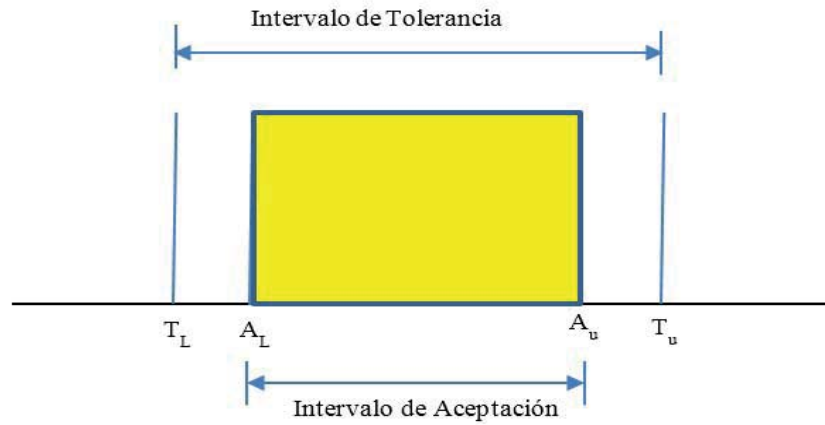 Intervalo de Tolerancia
T_L A_L A_u T_u
Intervalo de Aceptación